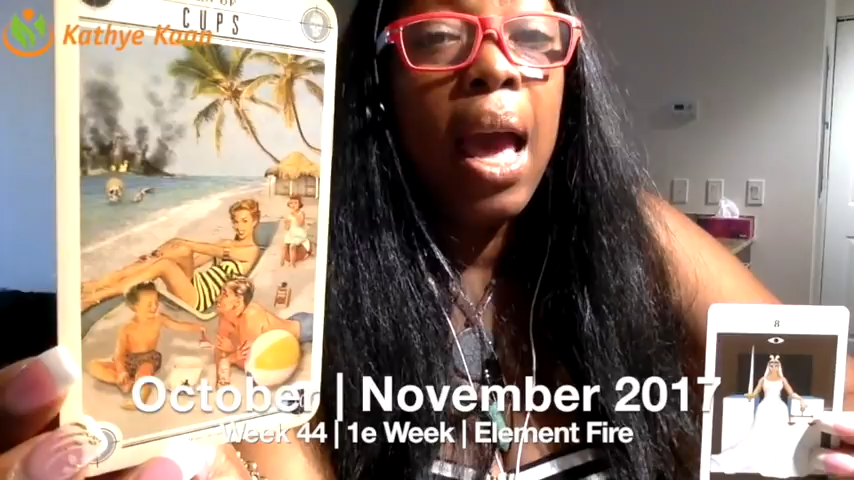 CUPS
Kathye Kaan
8
October | November 2017
Week 44 | 1e Week | Element Fire